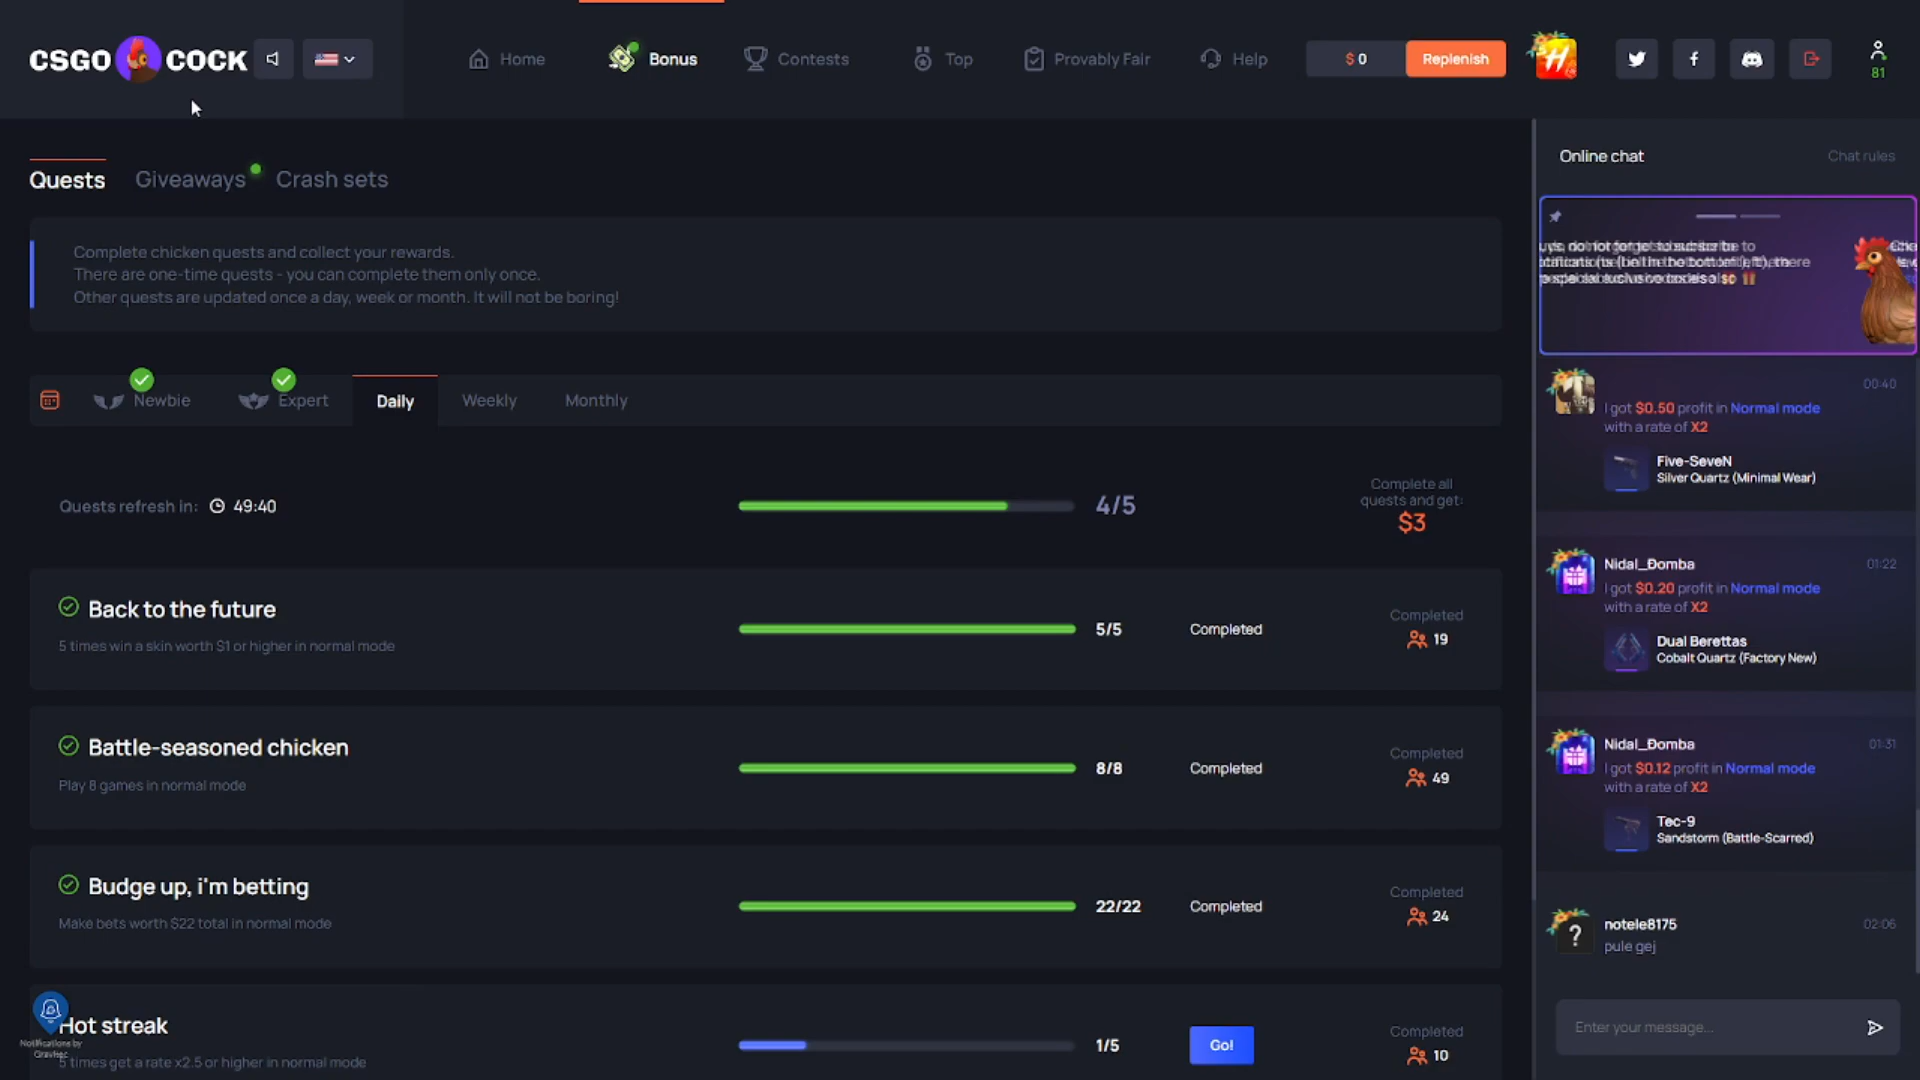 CSGO COCK
Home
Bonus
Contests
Top
Provably Fair
Help
$ 0
Replenish
81
Quests
Giveaways
Crash sets
Complete chicken quests and collect your rewards.
There are one-time quests - you can complete them only once.
Other quests are updated once a day, week or month. It will not be boring!
Newbie
Expert
Daily
Weekly
Monthly
Quests refresh in: 49:40
4/5
Complete all
quests and get:
$3
Back to the future
5 times win a skin worth $1 or higher in normal mode
5/5
Completed
Completed
19
Battle-seasoned chicken
Play 8 games in normal mode
8/8
Completed
Completed
49
Budge up, i'm betting
Make bets worth $22 total in normal mode
22/22
Completed
Completed
24
Hot streak
5 times get a rate x2.5 or higher in normal mode
1/5
Go!
Completed
10
Notifications by
Gravitec
Online chat
Chat rules
00:40
I got $0.50 profit in Normal mode
with a rate of X2
Five-SeveN
Silver Quartz (Minimal Wear)
Nidal_Domba
01:22
I got $0.20 profit in Normal mode
with a rate of X2
Dual Berettas
Cobalt Quartz (Factory New)
Nidal_Domba
01:31
I got $0.12 profit in Normal mode
with a rate of X2
Tec-9
Sandstorm (Battle-Scarred)
notele8175
02:06
pule gej
Enter your message...